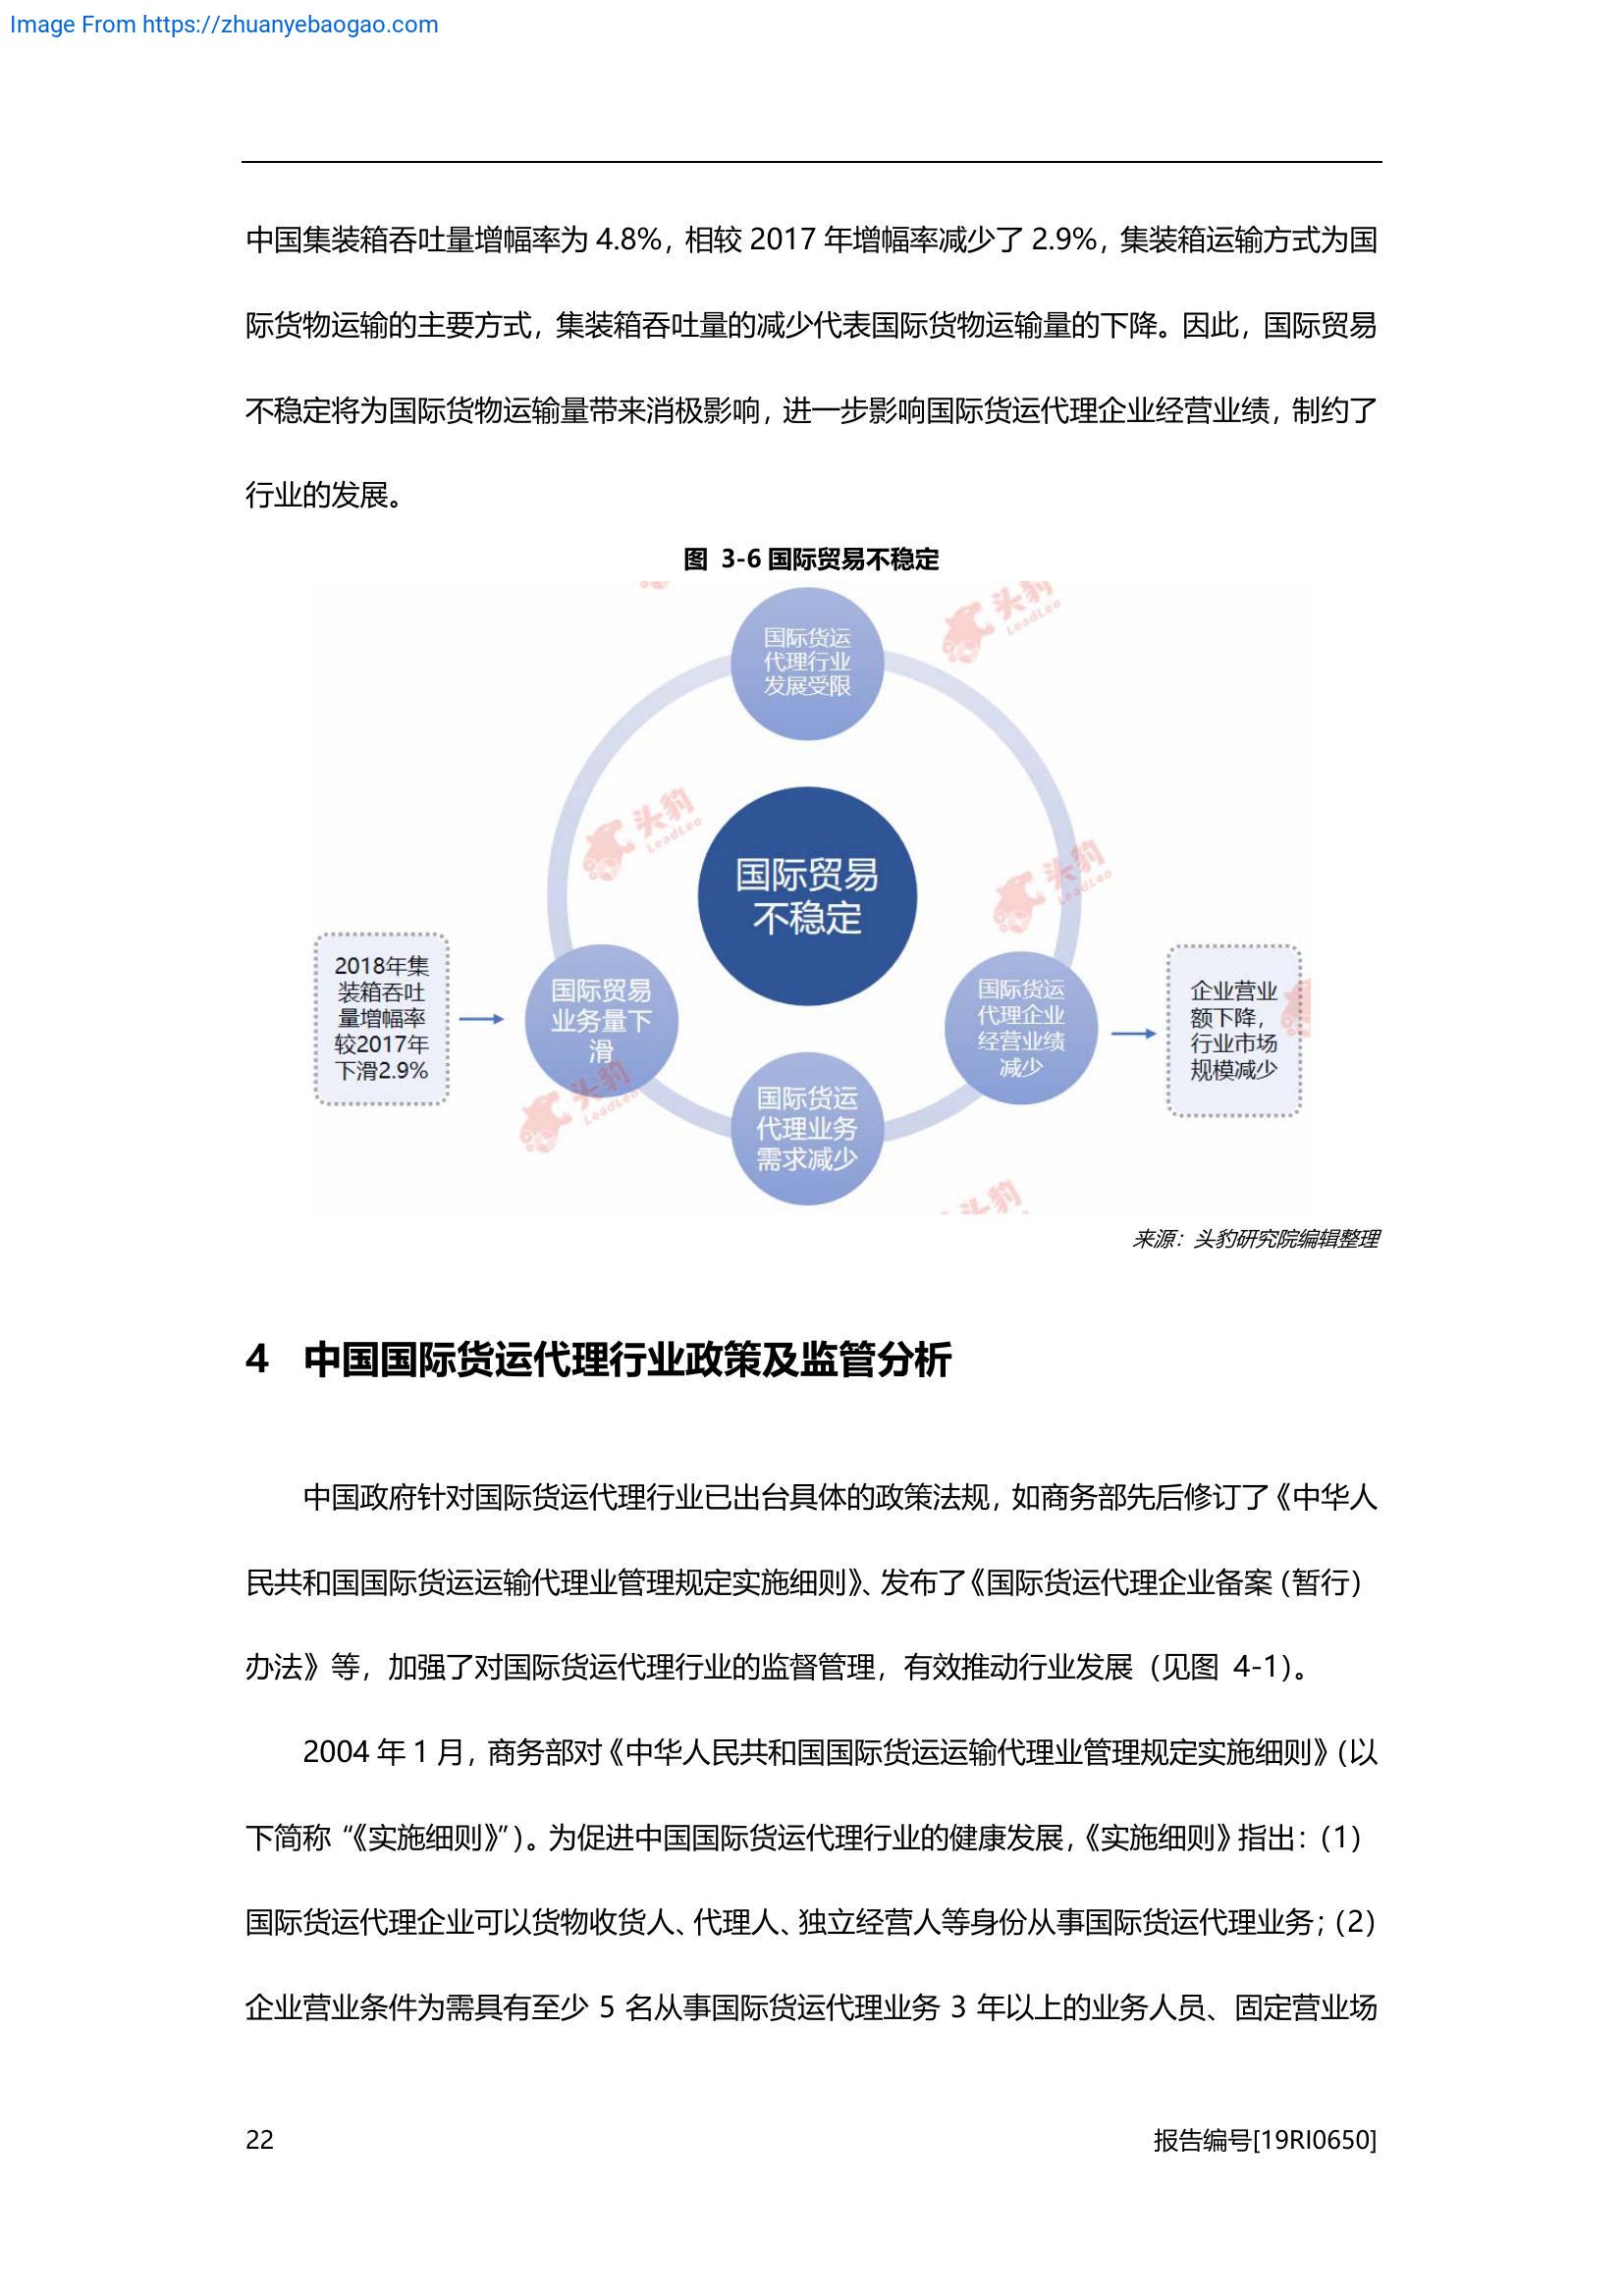 Image From https://zhuanyebaogao.com
中国集装箱吞吐量增幅率为 4.8%，相较 2017 年增幅率减少了 2.9%，集装箱运输方式为国
际货物运输的主要方式，集装箱吞吐量的减少代表国际货物运输量的下降。因此，国际贸易
不稳定将为国际货物运输量带来消极影响，进一步影响国际货运代理企业经营业绩，制约了
行业的发展。
图 3-6 国际贸易不稳定
国际货运
代理行业
发展受限
头豹
LeadLeo
头豹
LeadLeo
国际贸易
不稳定
头豹
LeadLeo
2018年集
装箱吞吐
量增幅率
较2017年
下滑2.9%
国际贸易
业务量下
滑
国际货运
代理企业
经营业绩
减少
企业营业
额下降，
行业市场
规模减少
头豹
LeadLeo
国际货运
代理业务
需求减少
头豹
来源：头豹研究院编辑整理
4 中国国际货运代理行业政策及监管分析
中国政府针对国际货运代理行业已出台具体的政策法规，如商务部先后修订了《中华人
民共和国国际货运运输代理业管理规定实施细则》、发布了《国际货运代理企业备案（暂行）
办法》等，加强了对国际货运代理行业的监督管理，有效推动行业发展（见图 4-1）。
2004 年 1 月，商务部对《中华人民共和国国际货运运输代理业管理规定实施细则》（以
下简称“《实施细则》”）。为促进中国国际货运代理行业的健康发展，《实施细则》指出：（1）
国际货运代理企业可以货物收货人、代理人、独立经营人等身份从事国际货运代理业务；（2）
企业营业条件为需具有至少 5 名从事国际货运代理业务 3 年以上的业务人员、固定营业场
22
报告编号[19RI0650]